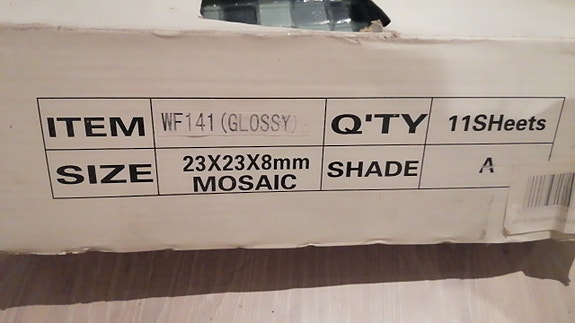 ITEM WF141(GLOSSY) Q'TY 11SHeets
SIZE 23X23X8mm MOSAIC SHADE A